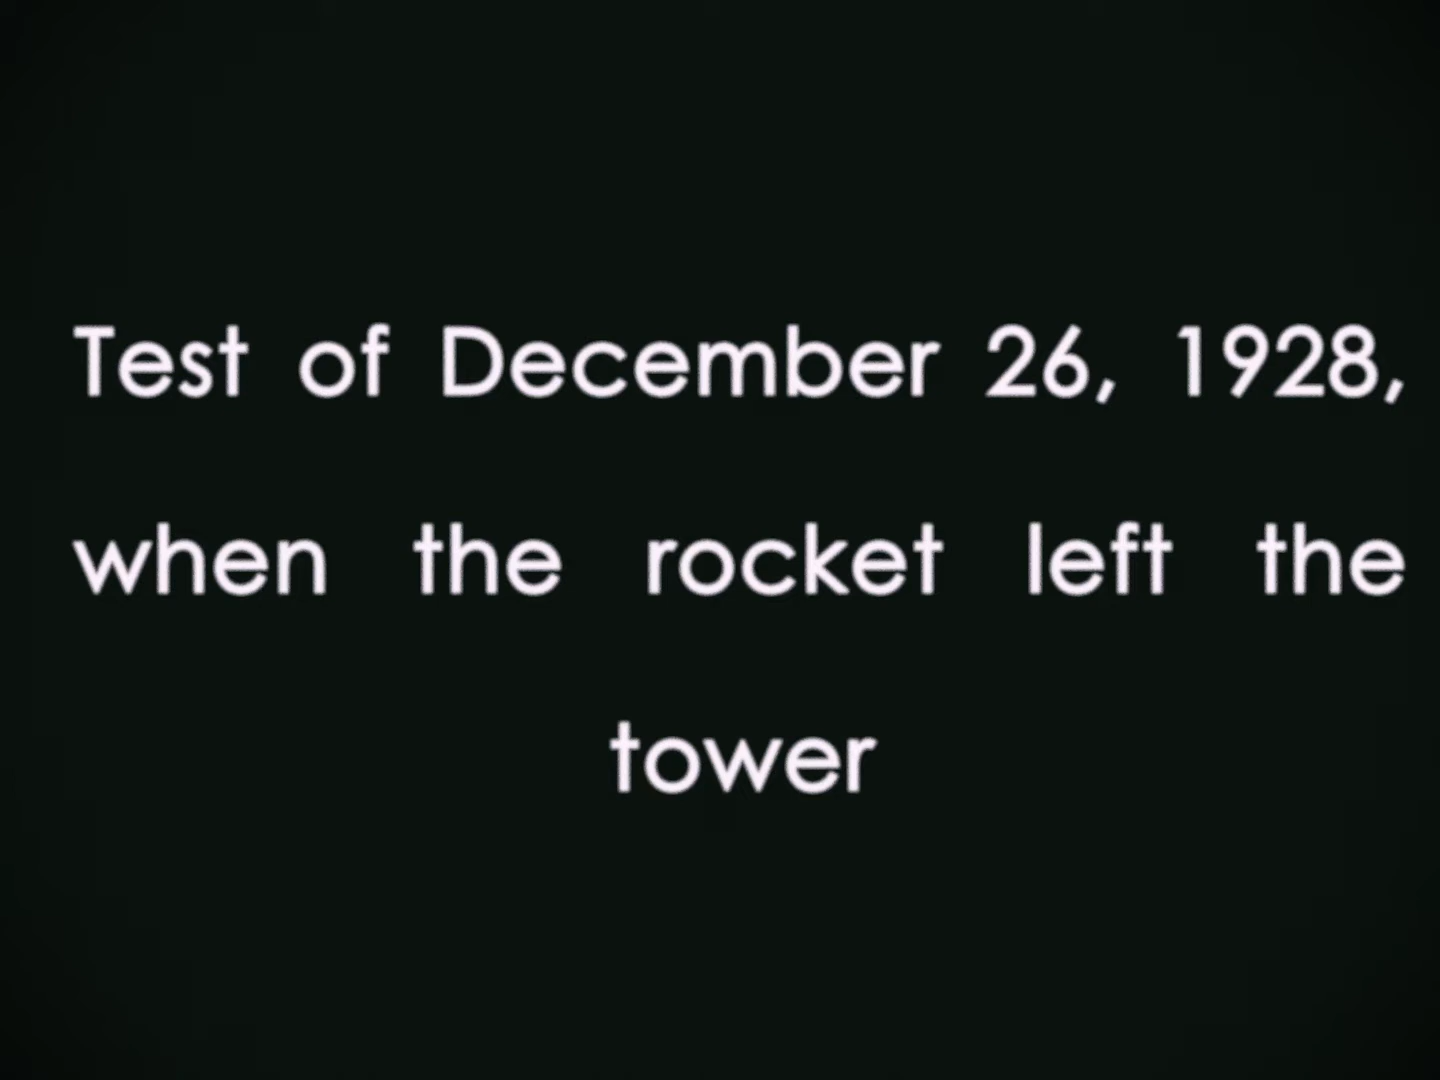 Test of December 26, 1928,
when the rocket left the
tower